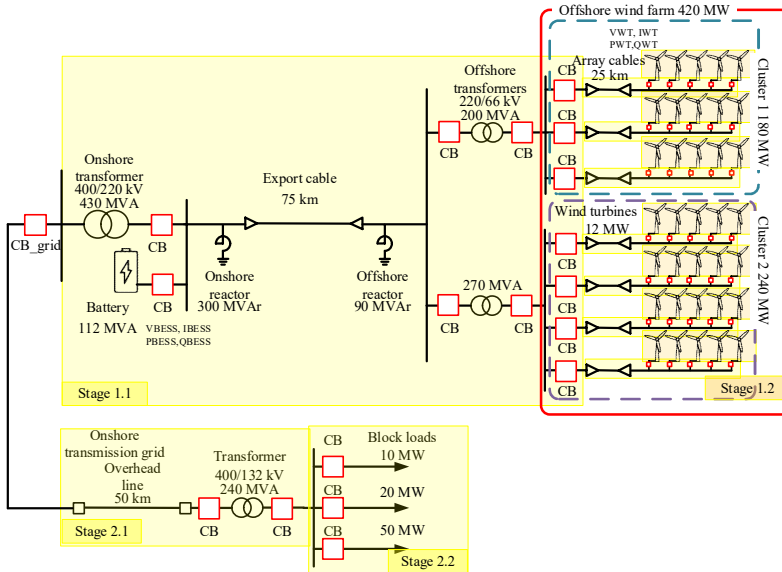 Offshore wind farm 420 MW
VWT, IWT
PWT,QWT
CB
Array cables
25 km
Cluster 1 180 MW
Offshore
transformers
220/66 kV
200 MVA
CB
CB
CB
CB
Onshore
transformer
400/220 kV
430 MVA
Export cable
75 km
CB_grid
CB
Wind turbines
12 MW
Cluster 2 240 MW
CB
Battery
112 MVA
CB
Onshore
reactor
300 MVAr
Offshore
reactor
90 MVAr
270 MVA
CB
CB
CB
CB
CB
VBESS, IBESS
PBESS,QBESS
Stage 1.1
Stage 1.2
Onshore
transmission grid
Overhead
line
50 km
Transformer
400/132 kV
240 MVA
CB
CB
CB
Block loads
10 MW
CB
20 MW
CB
50 MW
Stage 2.1
Stage 2.2